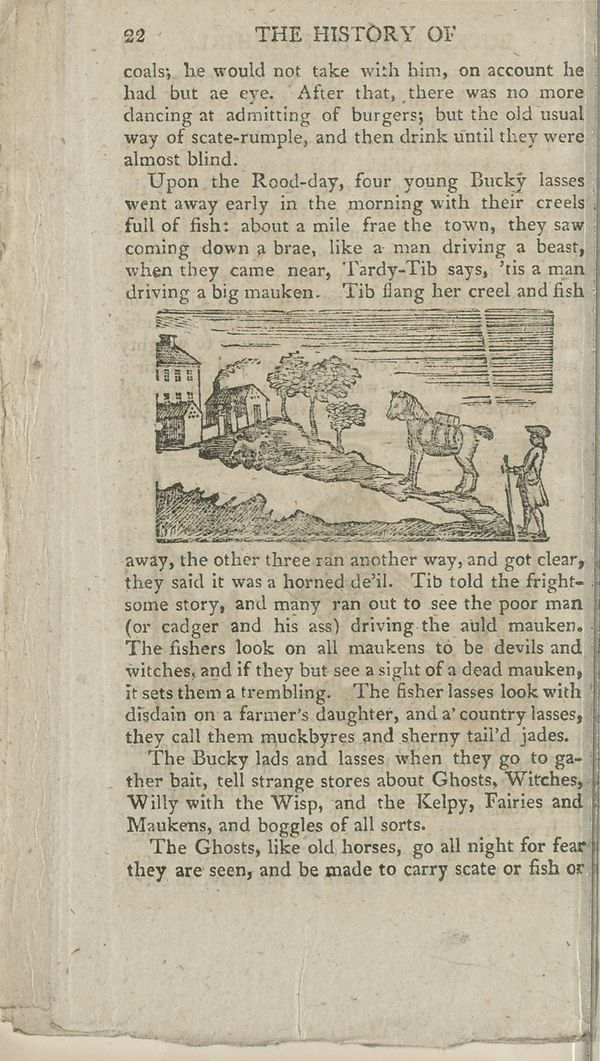 22 THE HISTORY OF
coals; he would not take with him, on account he
had but ae eye. After that, there was no more
dancing at admitting of burgers; but the old usual
way of scate-rumple, and then drink until they were
almost blind.
Upon the Rood-day, four young Bucky lasses
went away early in the morning with their creels
full of fish: about a mile frae the town, they saw
coming down a brae, like a man driving a beast,
when they came near, Tardy-Tib says, 'tis a man
driving a big mauken. Tib flang her creel and fish
away, the other three ran another way, and got clear,
they said it was a horned de'il. Tib told the fright-
some story, and many ran out to see the poor man
(or cadger and his ass) driving the auld mauken.
The fishers look on all maukens to be devils and
witches, and if they but see a sight of a dead mauken,
it sets them a trembling. The fisher lasses look with
disdain on a farmer's daughter, and a' country lasses,
they call them muckbyres and sherny tail'd jades.
The Bucky lads and lasses when they go to ga-
ther bait, tell strange stores about Ghosts, Witches,
Willy with the Wisp, and the Kelpy, Fairies and
Maukens, and boggles of all sorts.
The Ghosts, like old horses, go all night for fear
they are seen, and be made to carry scate or fish or